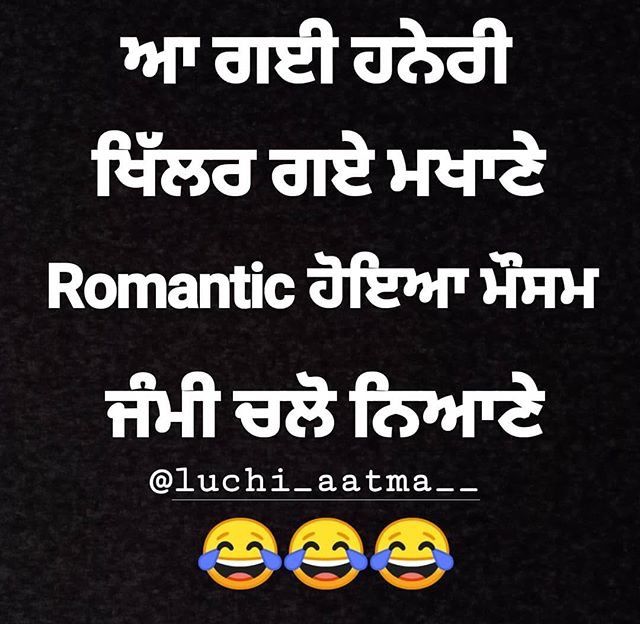 ਆ ਗਈ ਹਨੇਰੀ
ਖਿੱਲਰ ਗਏ ਮਖਾਣੇ
Romantic ਹੋਇਆ ਮੌਸਮ
ਜੰਮੀ ਚਲੋ ਨਿਆਣੇ
@luchi_aatma__
😂😂😂